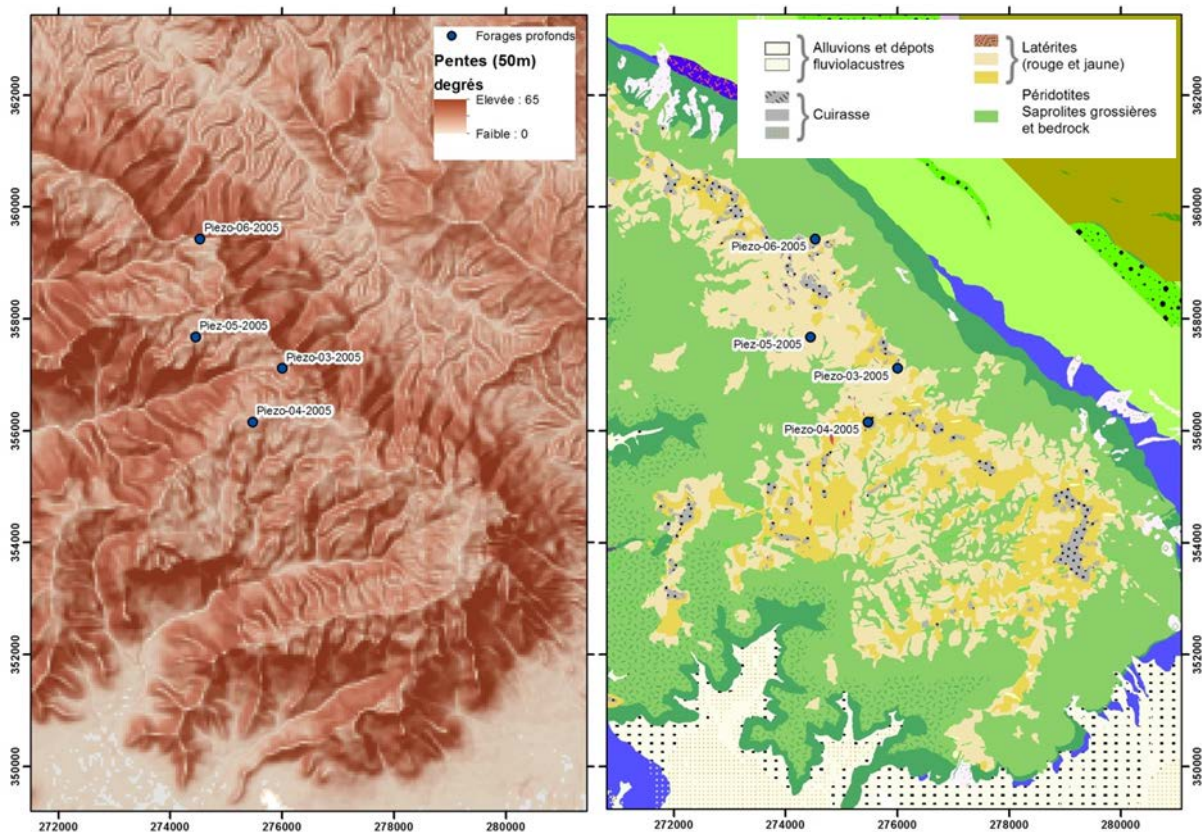 Forages profonds
Pentes (50m)
degrés
Elevée : 65
Faible : 0
Piezo-06-2005
Piez-05-2005
Piezo-03-2005
Piezo-04-2005
362000
360000
358000
356000
354000
352000
350000
272000 274000 276000 278000 280000
Alluvions et dépots
fluviolacustres
Cuirasse
Latérites
(rouge et jaune)
Péridotites
Saprolites grossières
et bedrock
Piezo-06-2005
Piez-05-2005
Piezo-03-2005
Piezo-04-2005
272000 274000 276000 278000 280000
362000
360000
358000
356000
354000
352000
350000